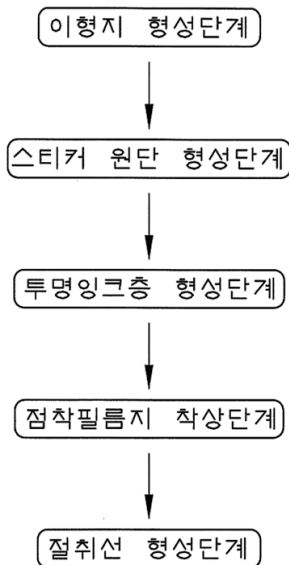 이형지 형성단계
스티커 원단 형성단계
투명잉크층 형성단계
점착필름지 착상단계
절취선 형성단계